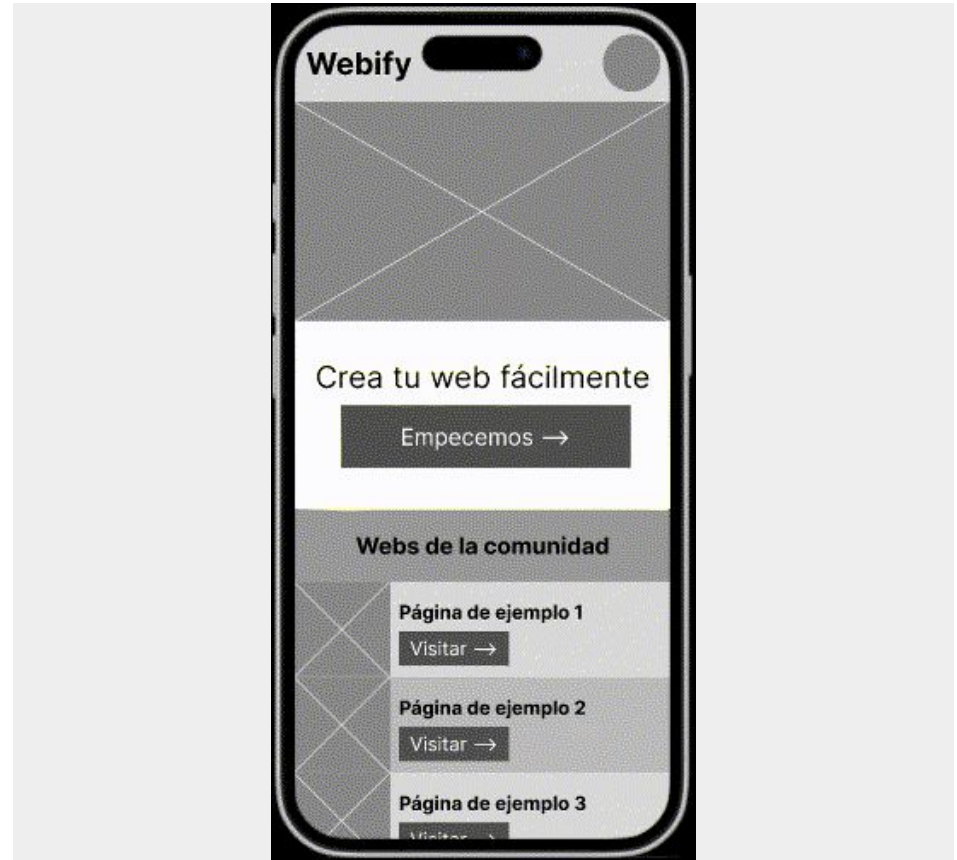 Webify
Crea tu web fácilmente
Empecemos →
Webs de la comunidad
Página de ejemplo 1
Visitar →
Página de ejemplo 2
Visitar →
Página de ejemplo 3
Visitar →